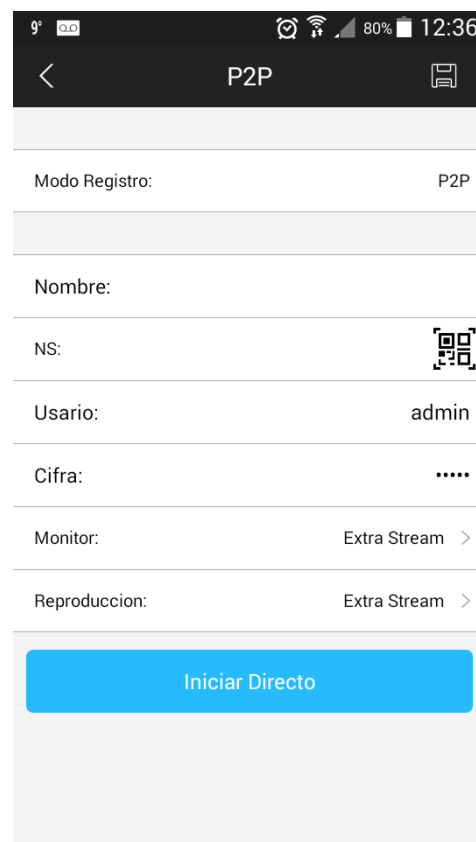 9° 80% 12:36
P2P
Modo Registro: P2P
Nombre:
NS:
Usario: admin
Cifra: •••••
Monitor: Extra Stream >
Reproduccion: Extra Stream >
Iniciar Directo